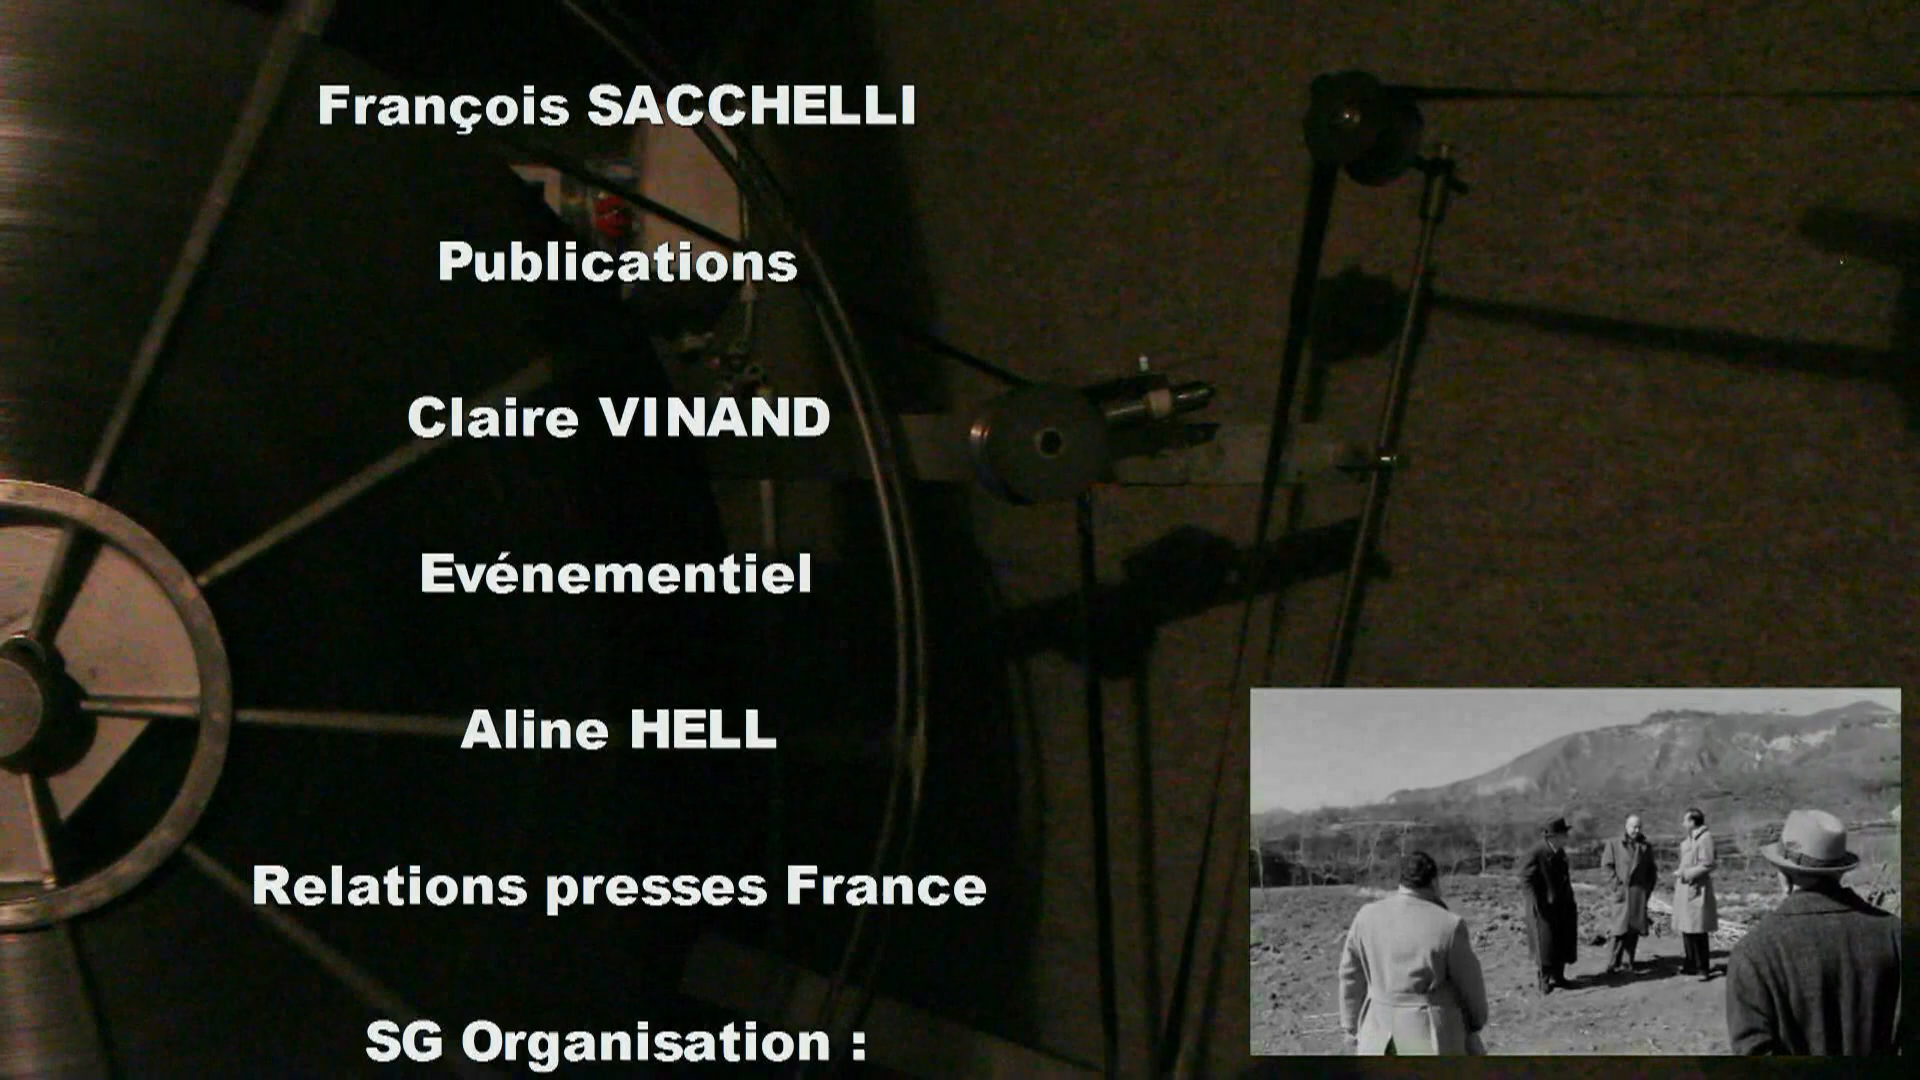 François SACCHELLI
Publications
Claire VINAND
Evénementiel
Aline HELL
Relations presses France
SG Organisation :